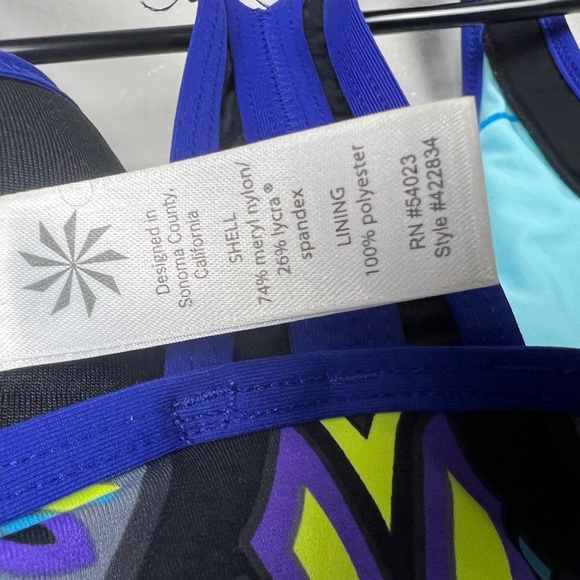 Designed in
Sonoma County,
California
SHELL
74% meryl nylon/
26% lycra®
spandex
LINING
100% polyester
RN #54023
Style #422834